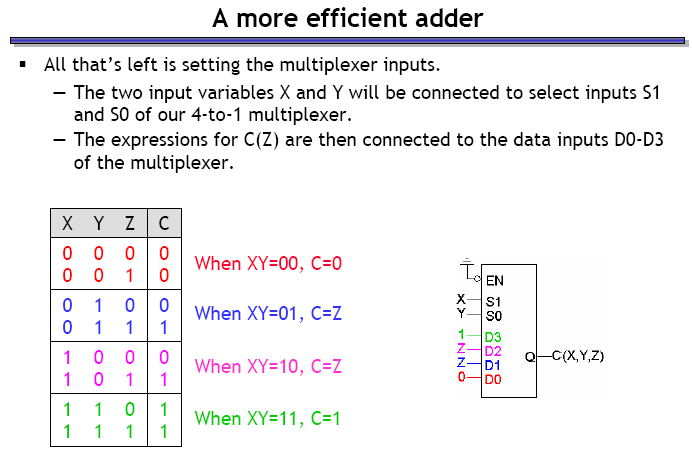 A more efficient adder
▪ All that's left is setting the multiplexer inputs.
— The two input variables X and Y will be connected to select inputs S1
and S0 of our 4-to-1 multiplexer.
— The expressions for C(Z) are then connected to the data inputs D0-D3
of the multiplexer.
X Y Z C
0 0 0 0
0 0 1 0
When XY=00, C=0
0 1 0 0
0 1 1 1
When XY=01, C=Z
1 0 0 0
1 0 1 1
When XY=10, C=Z
1 1 0 1
1 1 1 1
When XY=11, C=1
EN
X S1
Y S0
1 D3
Z D2
Z D1
0 D0
Q C(X,Y,Z)